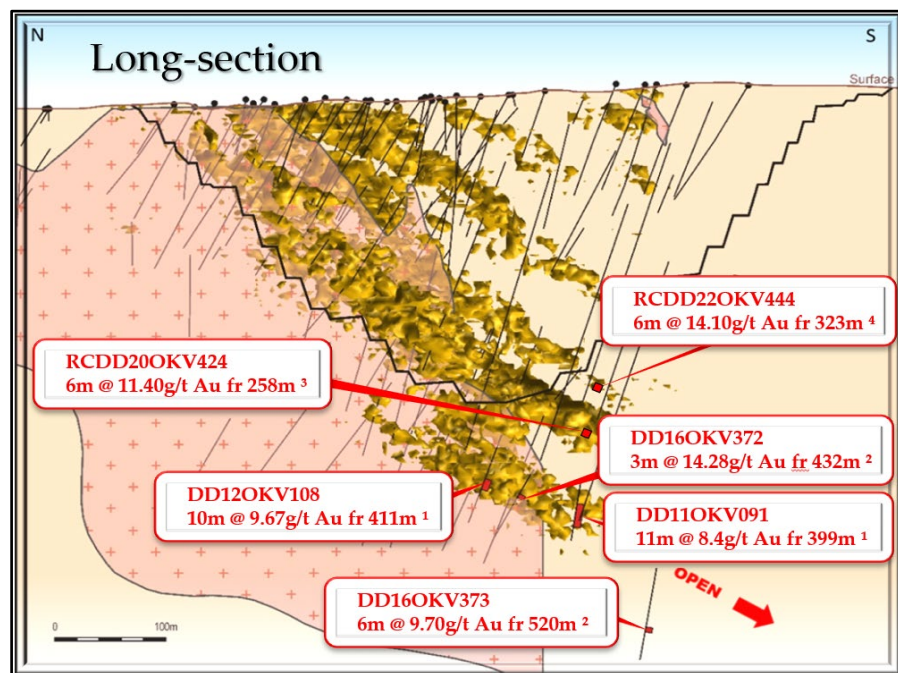 N
S
Long-section
Surface
RCDD22OKV444
6m @ 14.10g/t Au fr 323m ⁴
RCDD20OKV424
6m @ 11.40g/t Au fr 258m ³
DD16OKV372
3m @ 14.28g/t Au fr 432m ²
DD12OKV108
10m @ 9.67g/t Au fr 411m ¹
DD11OKV091
11m @ 8.4g/t Au fr 399m ¹
OPEN
DD16OKV373
6m @ 9.70g/t Au fr 520m ²
0 100m